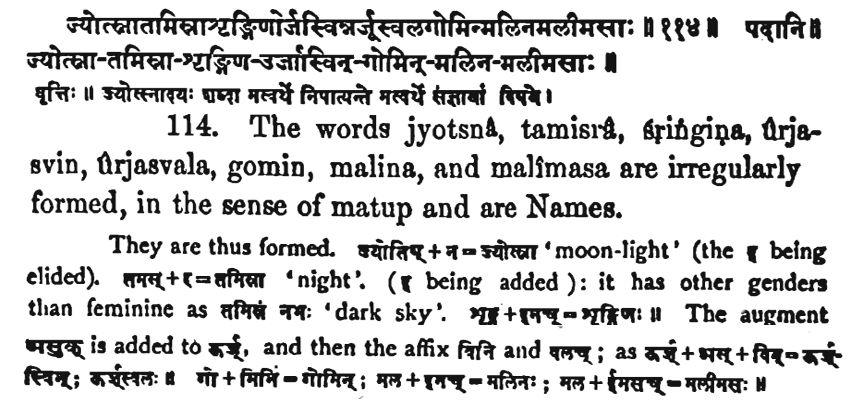 ज्योत्स्नातमिस्राशृङ्गिणोर्जस्विन्नूर्जस्वलगोमिन्मलिनमलीमसाः ॥ ११४ ॥ पदानि ॥
ज्योत्स्ना-तमिस्रा-शृङ्गिण-उर्जास्विन्-गोमिन्-मलिन-मलीमसाः ॥
वृत्तिः ॥ ज्योत्स्नादयः शब्दा मत्वर्थे निपात्यन्ते मत्वर्थे संज्ञायां विषये ।
114. The words jyotsnâ, tamisrâ, śṛiṅgiṇa, ûrja-
svin, ûrjasvala, gomin, malina, and malîmasa are irregularly
formed, in the sense of matup and are Names.
They are thus formed. ज्योतिष् + न = ज्योत्स्ना 'moon-light' (the इ being
elided). तमस् + र = तमिस्रा 'night'. (इ being added): it has other genders
than feminine as तमिस्रं नभः 'dark sky'. शृङ्ग + इनच् = शृङ्गिणः ॥ The augment
असुक् is added to ऊर्ज्, and then the affix विनि and वलच् ; as ऊर्ज् + अस् + विन् = ऊर्ज-
स्विन् ; ऊर्जस्वलः ॥ गो + मिनि = गोमिन् ; मल + इनच् = मलिनः ; मल + ईमसच् = मलीमसः ॥